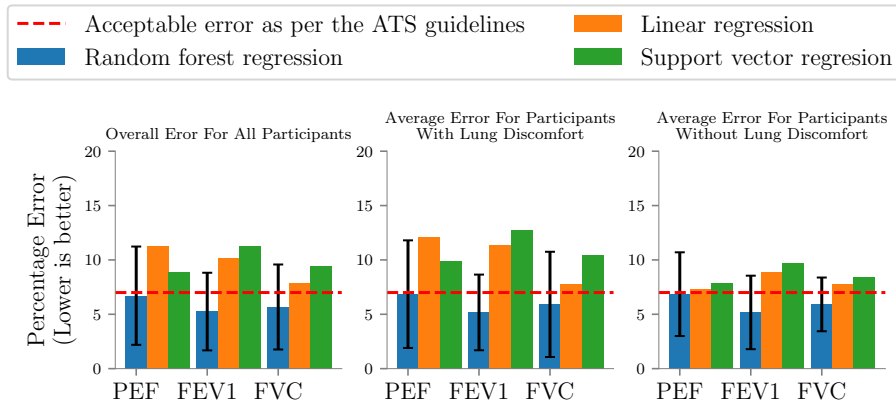 Acceptable error as per the ATS guidelines
Random forest regression
Linear regression
Support vector regresion
Overall Eror For All Participants
Average Error For Participants
With Lung Discomfort
Average Error For Participants
Without Lung Discomfort
Percentage Error
(Lower is better)
20
15
10
5
0
PEF FEV1 FVC
20
15
10
5
0
PEF FEV1 FVC
20
15
10
5
0
PEF FEV1 FVC